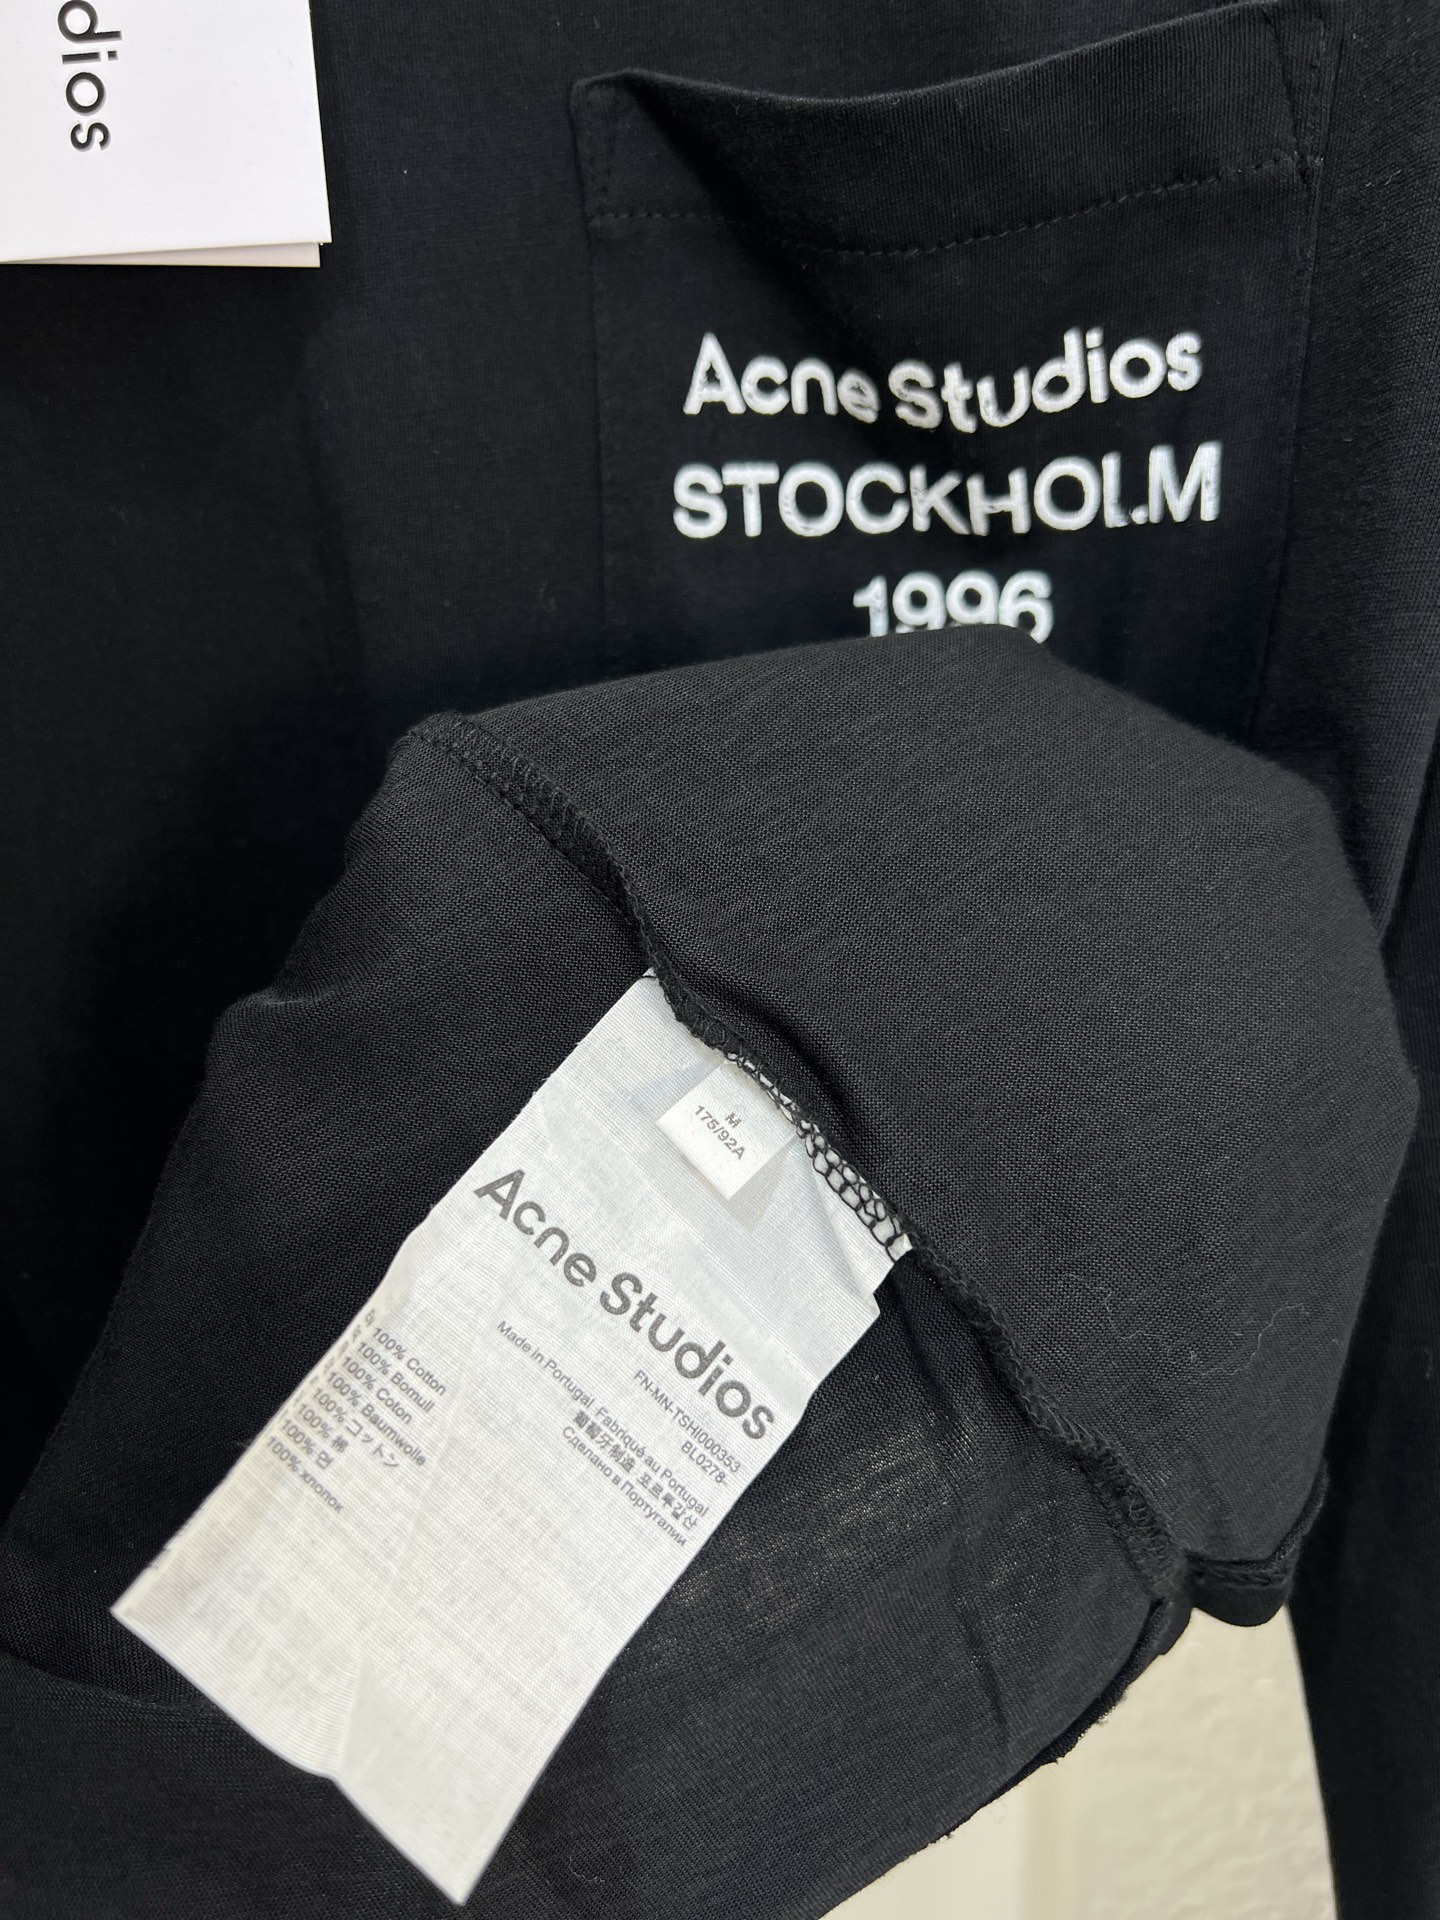 dios
Acne Studios
STOCKHOLM
1996
M
175/92A
Acne Studios
FN-MN-TSHI000353
BL0278-
Made in Portugal Fabriqué au Portugal
葡萄牙制造 포르투갈산
Сделано в Португалии
100% Cotton
100% Bomull
100% Coton
100% Baumwolle
100% コットン
100% 棉
100% 면
100% хлопок